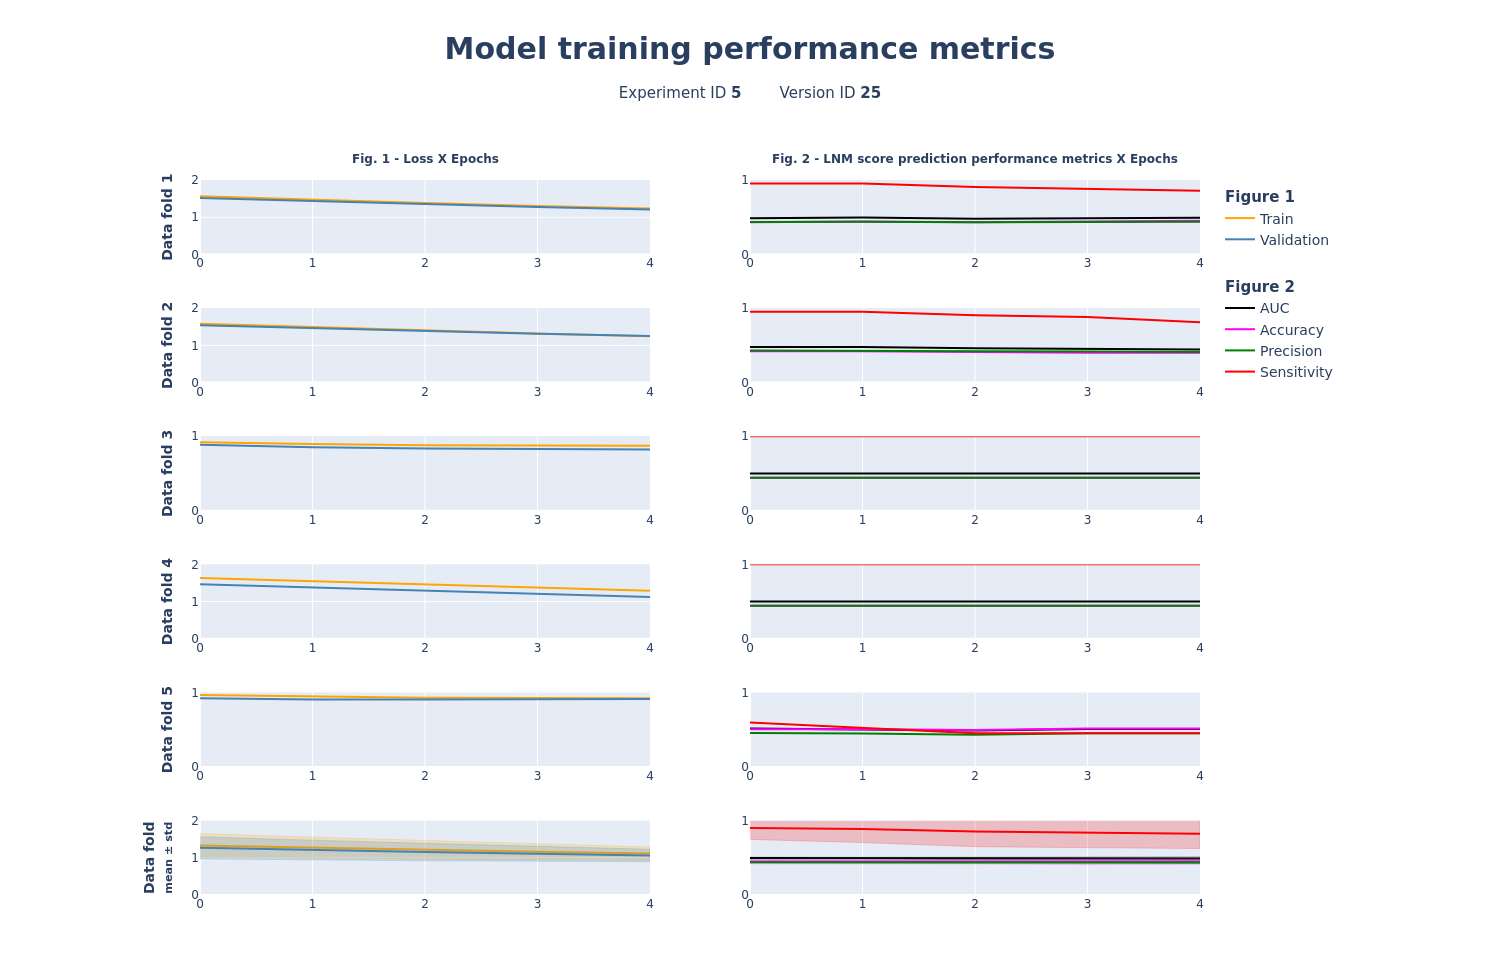 Model training performance metrics
Experiment ID 5 Version ID 25
Fig. 1 - Loss X Epochs
Fig. 2 - LNM score prediction performance metrics X Epochs
Data fold 1
2
1
0
0 1 2 3 4
1
0
0 1 2 3 4
Figure 1
Train
Validation
Figure 2
AUC
Accuracy
Precision
Sensitivity
Data fold 2
2
1
0
0 1 2 3 4
1
0
0 1 2 3 4
Data fold 3
1
0
0 1 2 3 4
1
0
0 1 2 3 4
Data fold 4
2
1
0
0 1 2 3 4
1
0
0 1 2 3 4
Data fold 5
1
0
0 1 2 3 4
1
0
0 1 2 3 4
Data fold
mean ± std
2
1
0
0 1 2 3 4
1
0
0 1 2 3 4